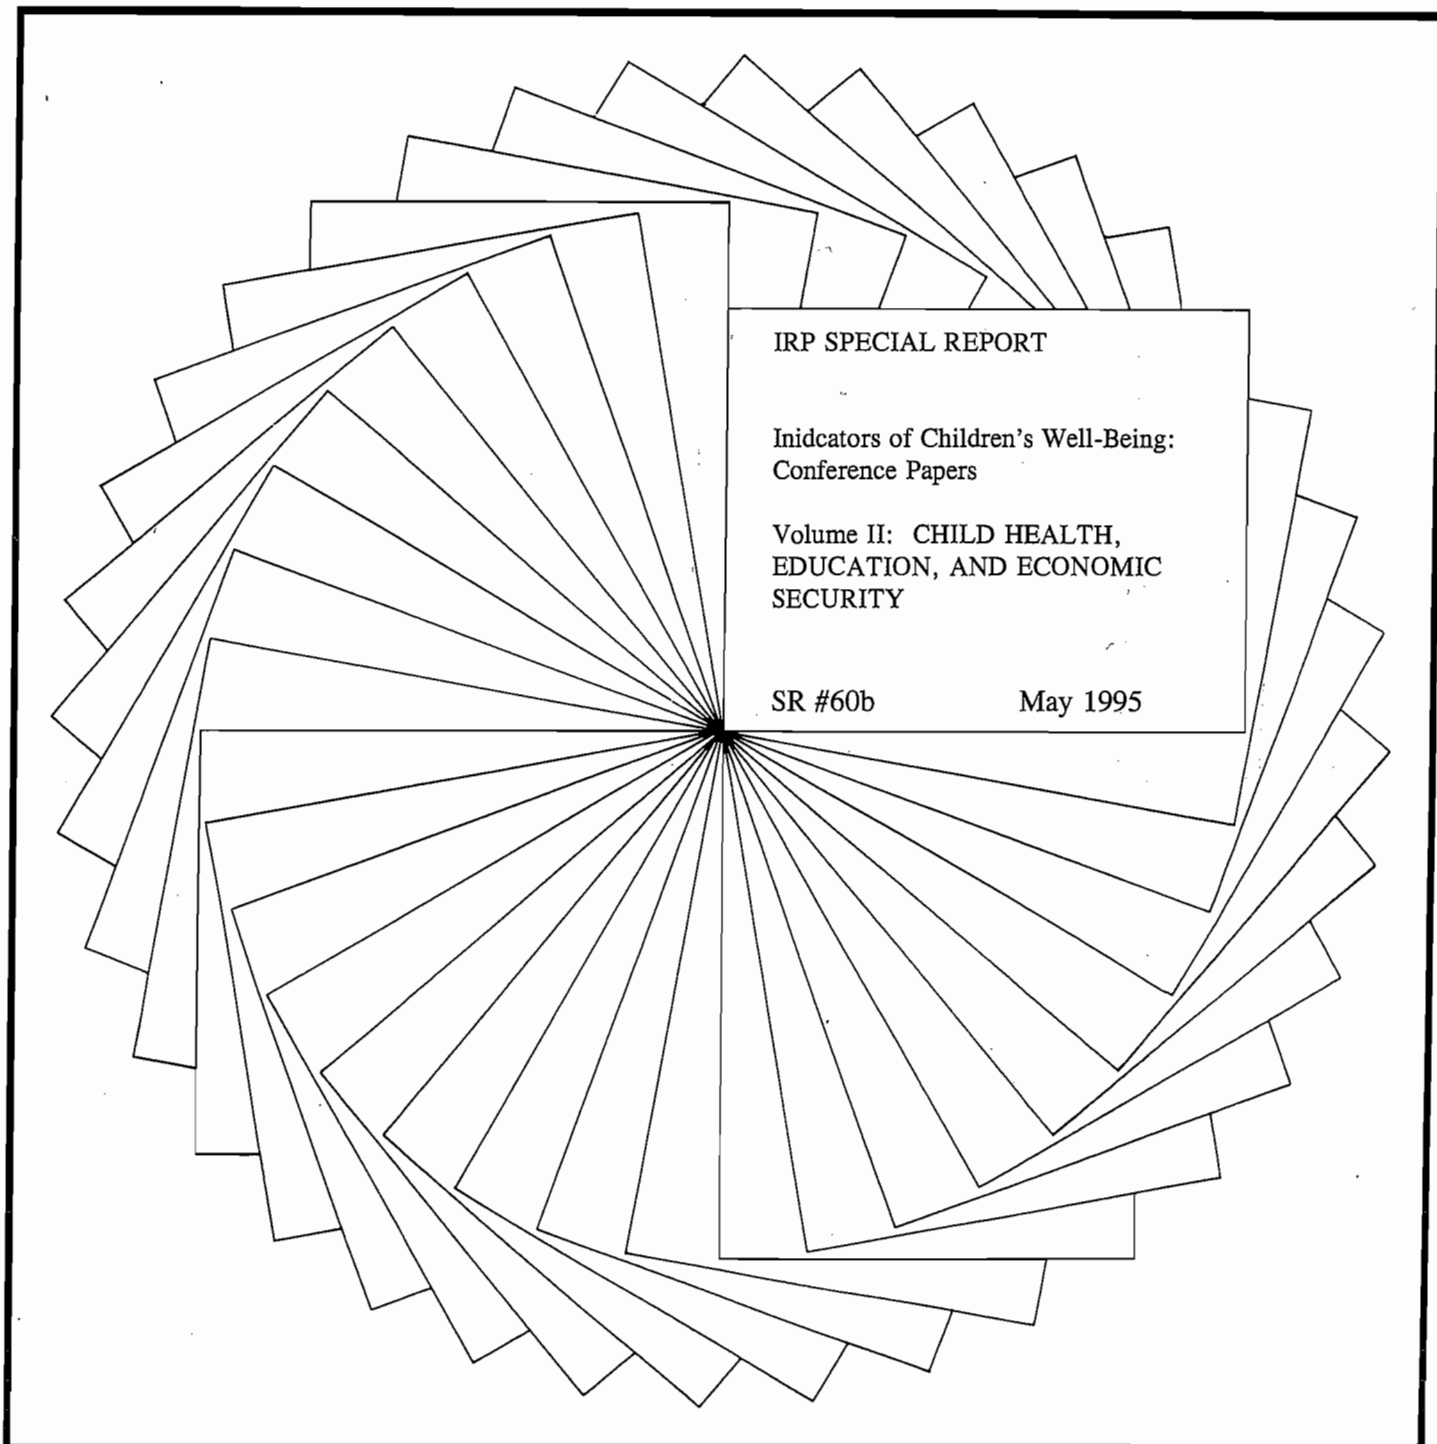 IRP SPECIAL REPORT
Inidcators of Children's Well-Being:
Conference Papers
Volume II: CHILD HEALTH,
EDUCATION, AND ECONOMIC
SECURITY
SR #60b May 1995